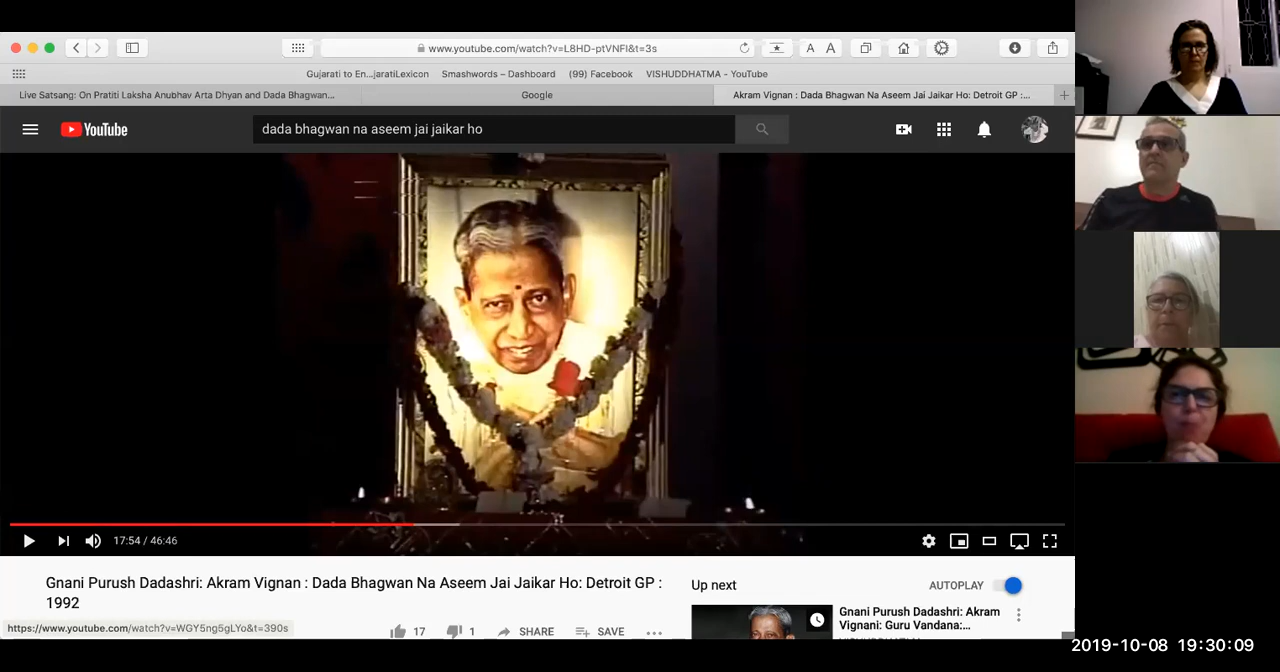 www.youtube.com/watch?v=L8HD-ptVNFI&t=3s
A A
Gujarati to En...jaratiLexicon Smashwords – Dashboard (99) Facebook VISHUDDHATMA - YouTube
Live Satsang: On Pratiti Laksha Anubhav Arta Dhyan and Dada Bhagwan... Google Akram Vignan : Dada Bhagwan Na Aseem Jai Jaikar Ho: Detroit GP :...
YouTube dada bhagwan na aseem jai jaikar ho
17:54 / 46:46
Gnani Purush Dadashri: Akram Vignan : Dada Bhagwan Na Aseem Jai Jaikar Ho: Detroit GP :
1992
17 1 SHARE SAVE
https://www.youtube.com/watch?v=WGY5ng5gLYo&t=390s
Up next AUTOPLAY
Gnani Purush Dadashri: Akram
Vignani: Guru Vandana:...
2019-10-08 19:30:09